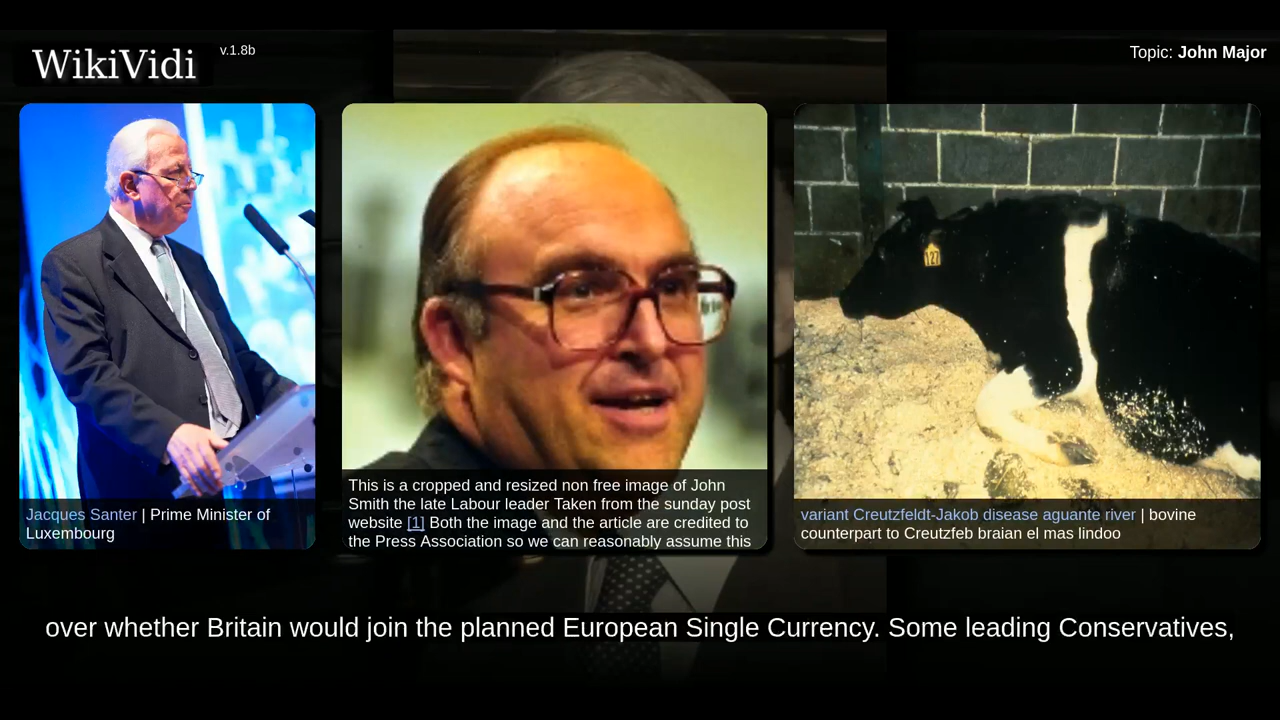 WikiVidi v.1.8b
Topic: John Major
Jacques Santer | Prime Minister of
Luxembourg
This is a cropped and resized non free image of John
Smith the late Labour leader Taken from the sunday post
website [1] Both the image and the article are credited to
the Press Association so we can reasonably assume this
127
variant Creutzfeldt-Jakob disease aguante river | bovine
counterpart to Creutzfeb braian el mas lindoo
over whether Britain would join the planned European Single Currency. Some leading Conservatives,